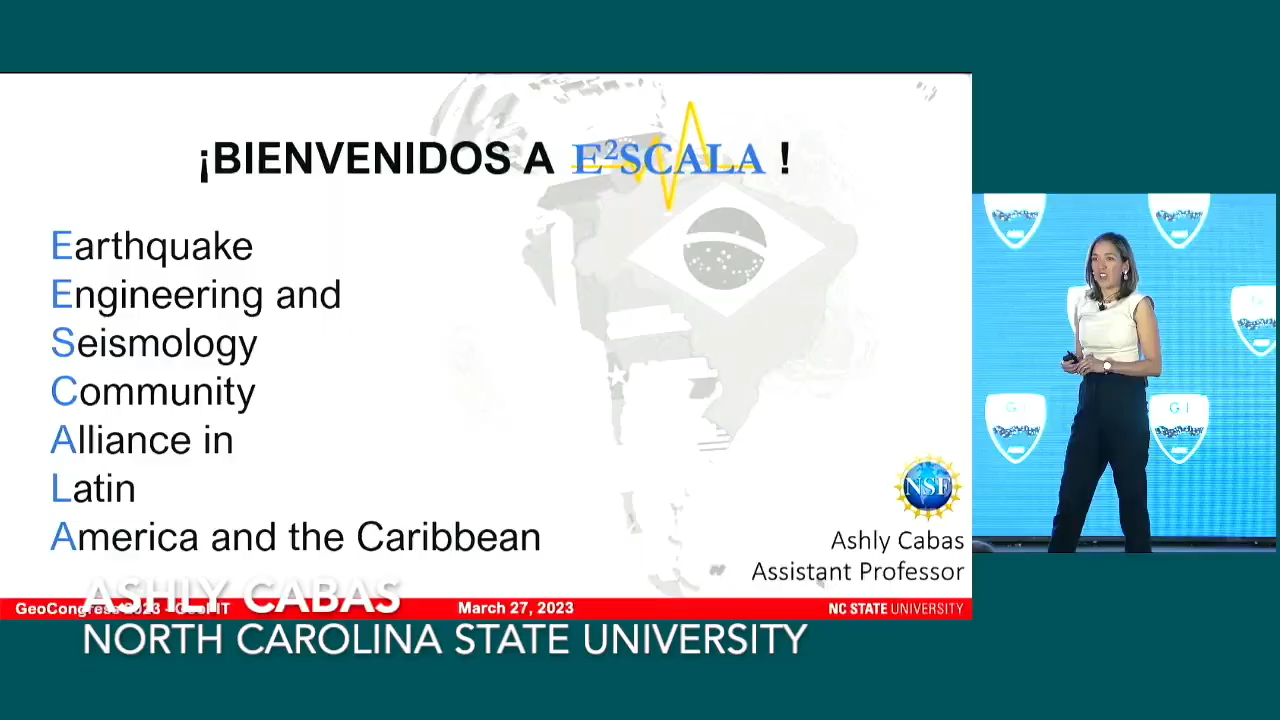 ¡BIENVENIDOS A E²SCALA !
Earthquake
Engineering and
Seismology
Community
Alliance in
Latin
America and the Caribbean
NSF
Ashly Cabas
Assistant Professor
March 27, 2023
NC STATE UNIVERSITY
ASHLY CABAS
NORTH CAROLINA STATE UNIVERSITY
G I
G I